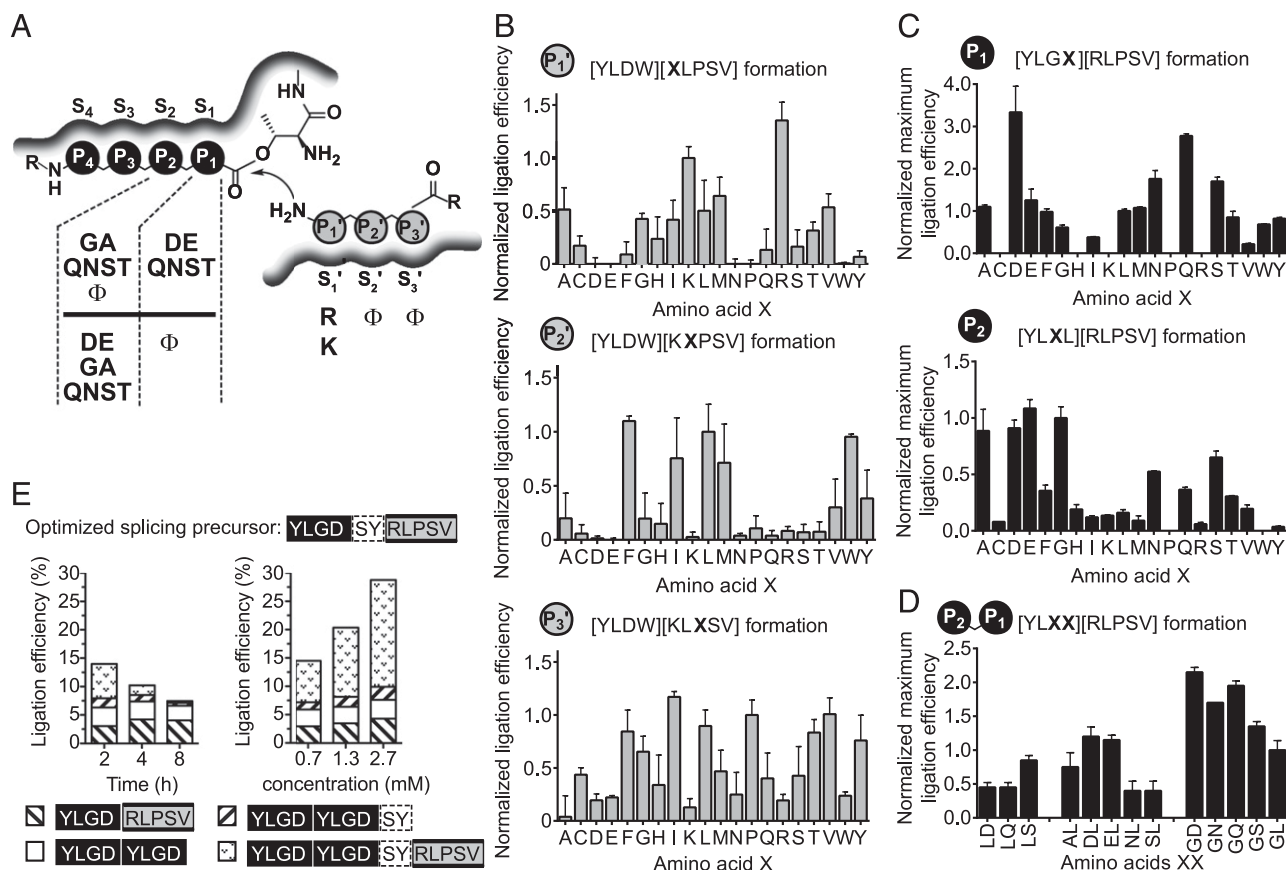 A
S₄ S₃ S₂ S₁
HN
O
O
NH₂
R
N
H
P₄ P₃ P₂ P₁
O
O
R
H₂N
P₁' P₂' P₃'
S₁' S₂' S₃'
GA
QNST
Φ
DE
QNST
DE
GA
QNST
Φ
R Φ Φ
K
B
P₁' [YLDW][XLPSV] formation
Normalized ligation efficiency
1.5
1.0
0.5
0
A C D E F G H I K L M N P Q R S T V W Y
Amino acid X
P₂' [YLDW][KXPSV] formation
Normalized ligation efficiency
1.5
1.0
0.5
0
A C D E F G H I K L M N P Q R S T V W Y
Amino acid X
P₃' [YLDW][KLXSV] formation
Normalized ligation efficiency
1.5
1.0
0.5
0
A C D E F G H I K L M N P Q R S T V W Y
Amino acid X
C
P₁ [YLGX][RLPSV] formation
Normalized maximum
ligation efficiency
4.0
3.0
2.0
1.0
0
A C D E F G H I K L M N P Q R S T V W Y
Amino acid X
P₂ [YLXL][RLPSV] formation
Normalized maximum
ligation efficiency
1.5
1.0
0.5
0
A C D E F G H I K L M N P Q R S T V W Y
Amino acid X
D
P₂ P₁ [YLXX][RLPSV] formation
Normalized maximum
ligation efficiency
2.5
2.0
1.5
1.0
0.5
0
LD LQ LS AL DL EL NL SL GD GN GQ GS GL
Amino acids XX
E
Optimized splicing precursor: YLGD SY RLPSV
Ligation efficiency (%)
30
25
20
15
10
5
0
2 4 8
Time (h)
Ligation efficiency (%)
30
25
20
15
10
5
0
0.7 1.3 2.7
concentration (mM)
YLGD RLPSV
YLGD YLGD SY
YLGD YLGD
YLGD YLGD SY RLPSV